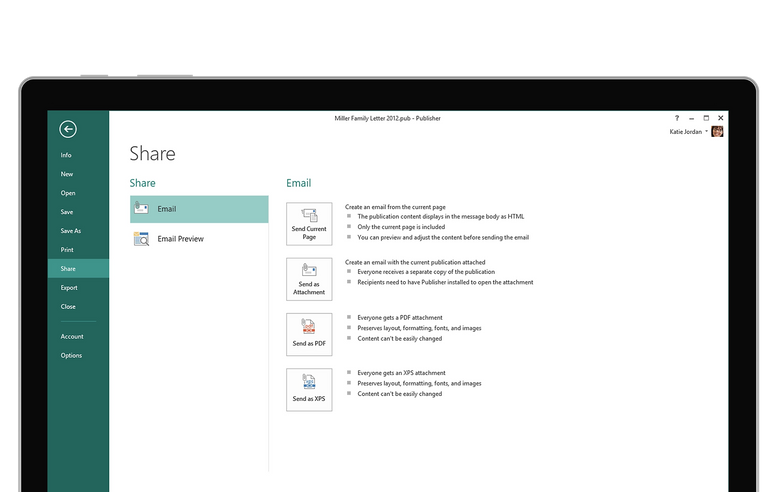 Miller Family Letter 2012.pub - Publisher
?
Katie Jordan
Info
New
Open
Save
Save As
Print
Share
Export
Close
Account
Options
Share
Share
Email
Email Preview
Email
Send Current
Page
Create an email from the current page
The publication content displays in the message body as HTML
Only the current page is included
You can preview and adjust the content before sending the email
Send as
Attachment
Create an email with the current publication attached
Everyone receives a separate copy of the publication
Recipients need to have Publisher installed to open the attachment
Send as PDF
Everyone gets a PDF attachment
Preserves layout, formatting, fonts, and images
Content can't be easily changed
Send as XPS
Everyone gets an XPS attachment
Preserves layout, formatting, fonts, and images
Content can't be easily changed